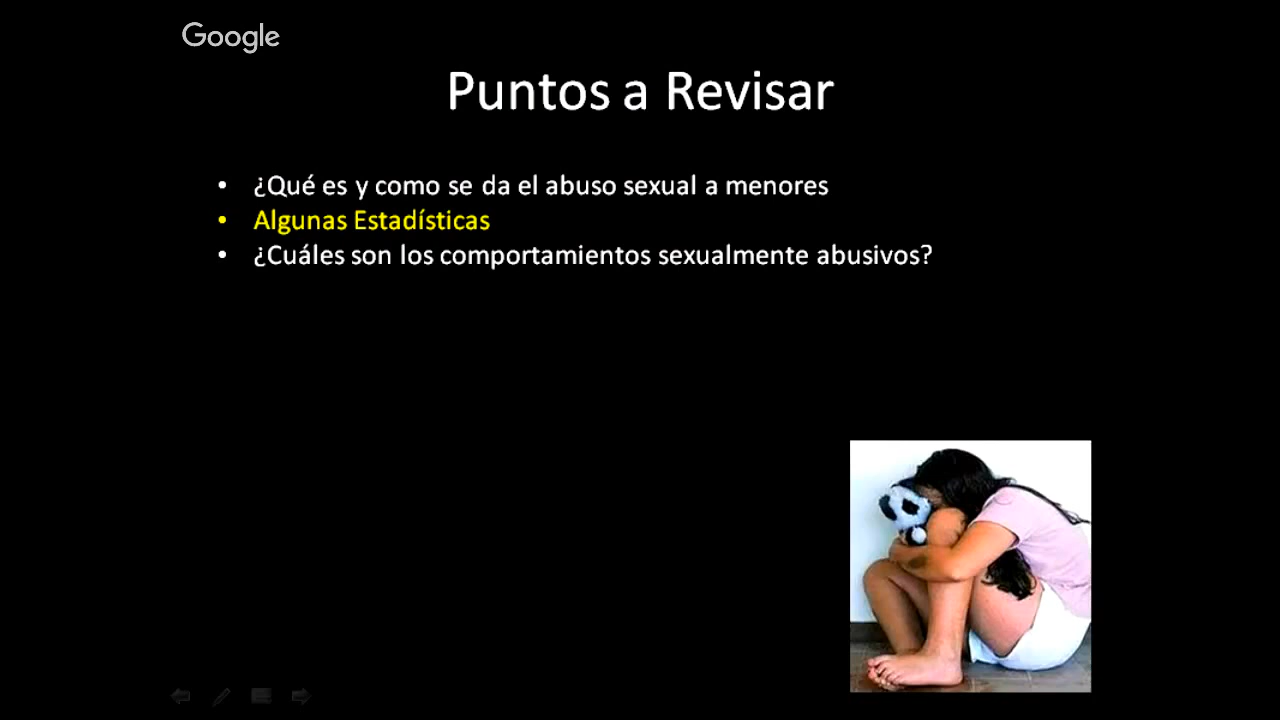 Google
Puntos a Revisar
• ¿Qué es y como se da el abuso sexual a menores
• Algunas Estadísticas
• ¿Cuáles son los comportamientos sexualmente abusivos?